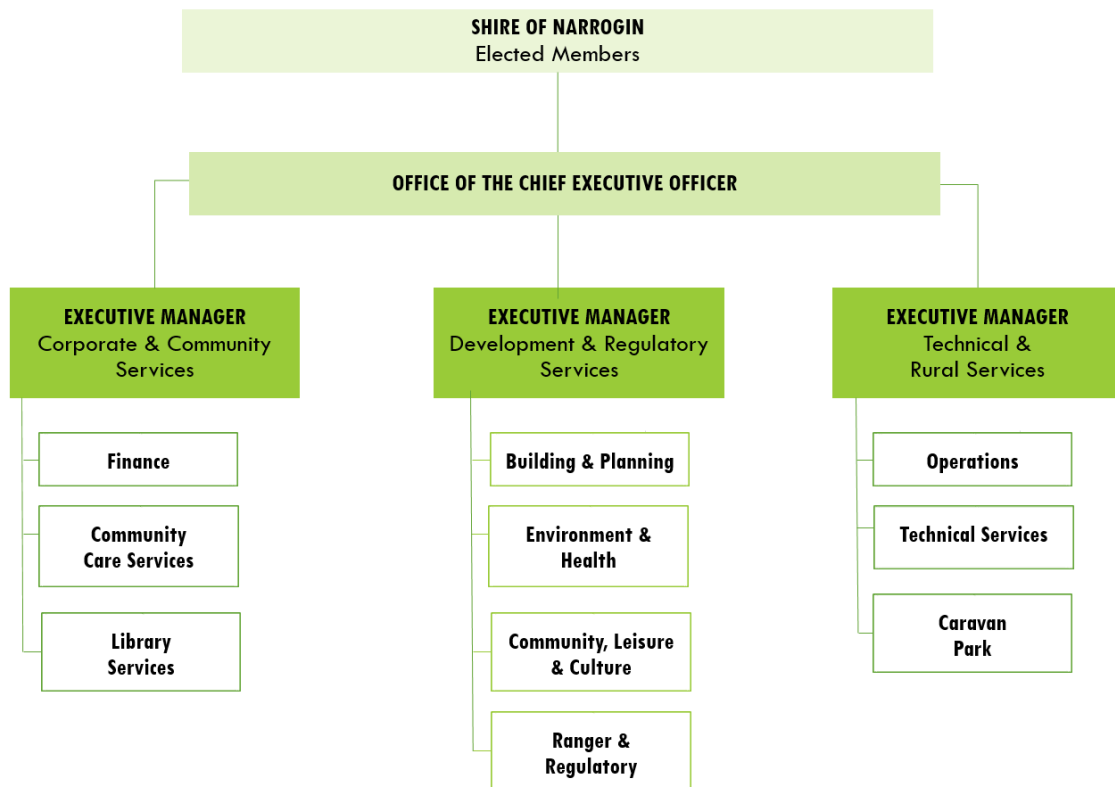 SHIRE OF NARROGIN
Elected Members
OFFICE OF THE CHIEF EXECUTIVE OFFICER
EXECUTIVE MANAGER
Corporate & Community
Services
Finance
Community
Care Services
Library
Services
EXECUTIVE MANAGER
Development & Regulatory
Services
Building & Planning
Environment &
Health
Community, Leisure
& Culture
Ranger &
Regulatory
EXECUTIVE MANAGER
Technical &
Rural Services
Operations
Technical Services
Caravan
Park